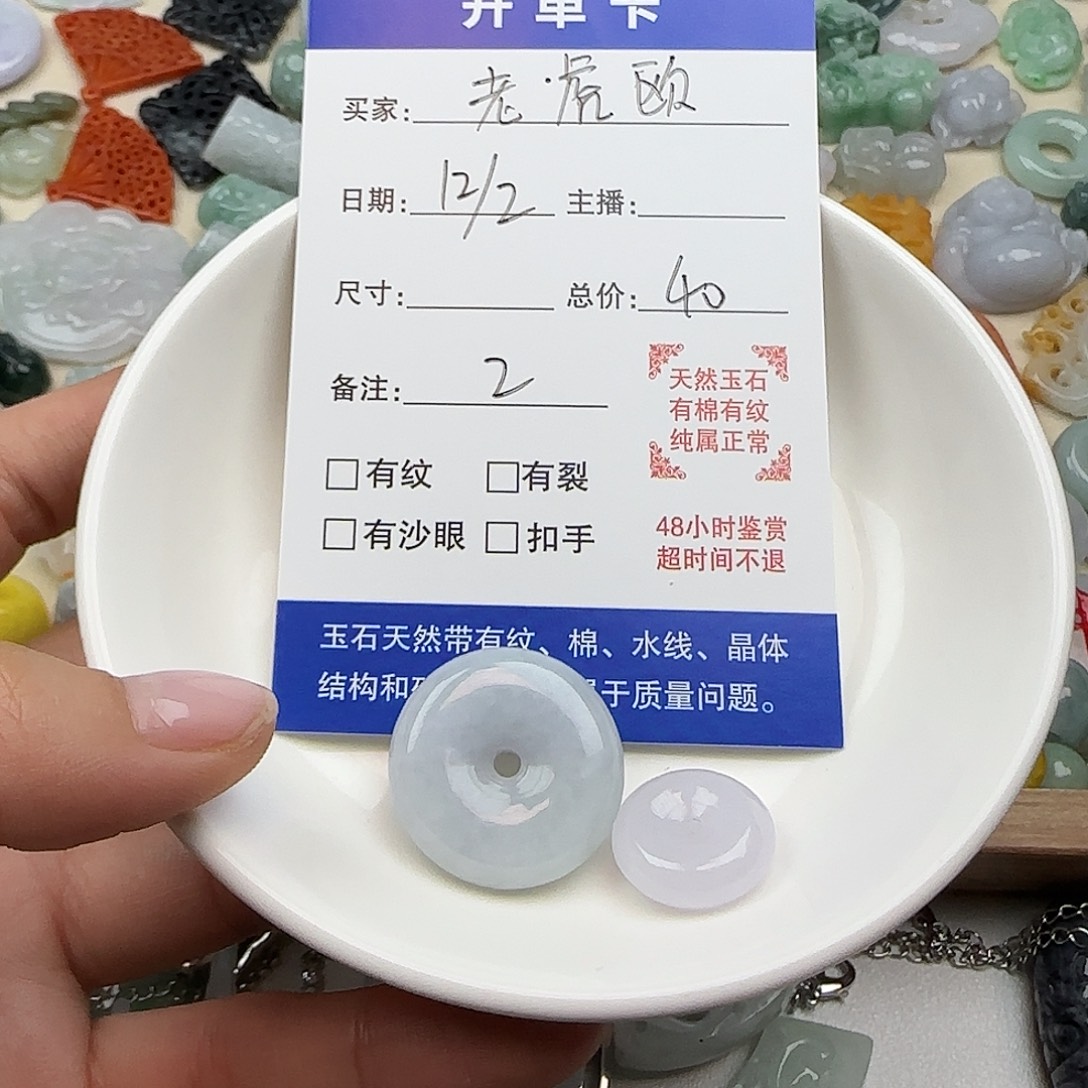 开单卡
买家: 老虎欧
日期: 12/2 主播:
尺寸: 总价: 40
备注: 2
天然玉石
有棉有纹
纯属正常
□有纹 □有裂
□有沙眼 □扣手
48小时鉴赏
超时间不退
玉石天然带有纹、棉、水线、晶体
结构和 于质量问题。